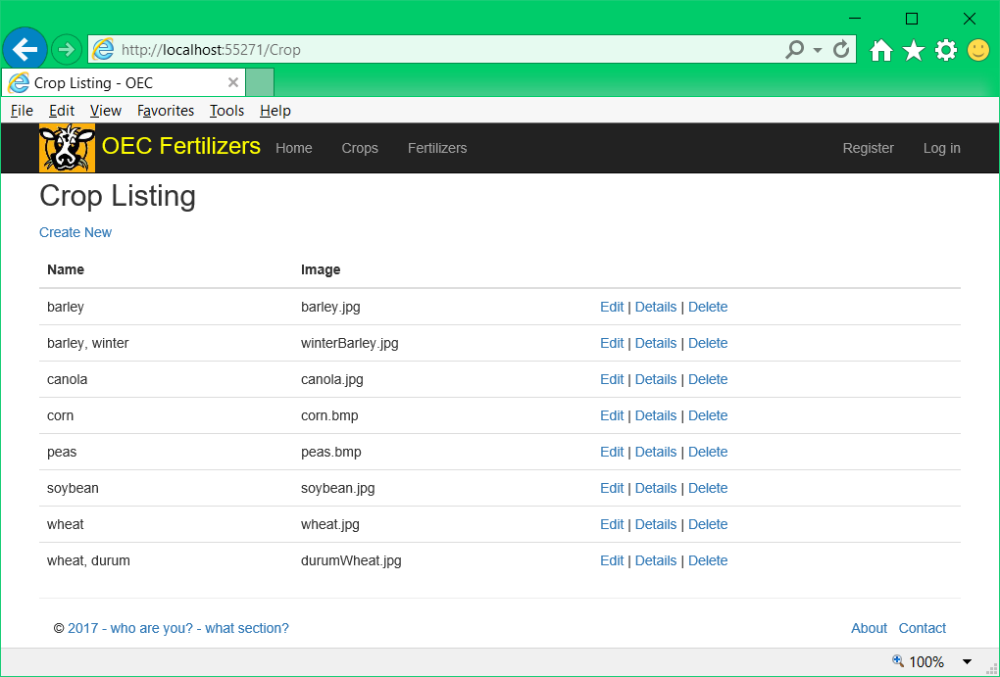 http://localhost:55271/Crop
Crop Listing - OEC
File Edit View Favorites Tools Help
OEC Fertilizers Home Crops Fertilizers Register Log in
Crop Listing
Create New
Name Image
barley barley.jpg Edit | Details | Delete
barley, winter winterBarley.jpg Edit | Details | Delete
canola canola.jpg Edit | Details | Delete
corn corn.bmp Edit | Details | Delete
peas peas.bmp Edit | Details | Delete
soybean soybean.jpg Edit | Details | Delete
wheat wheat.jpg Edit | Details | Delete
wheat, durum durumWheat.jpg Edit | Details | Delete
© 2017 - who are you? - what section? About Contact
100%